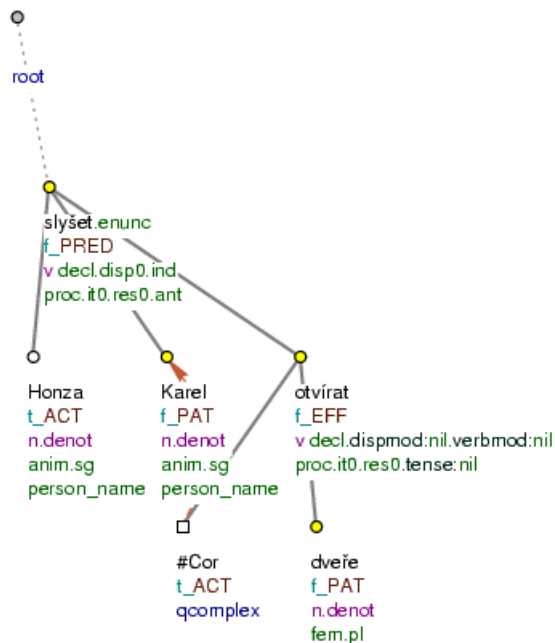 root
slyšet.enunc
f_PRED
v decl.disp0.ind
proc.it0.res0.ant
Honza
t_ACT
n.denot
anim.sg
person_name
Karel
f_PAT
n.denot
anim.sg
person_name
otvírat
f_EFF
v decl.dispmod:nil.verbmod:nil
proc.it0.res0.tense:nil
#Cor
t_ACT
qcomplex
dveře
f_PAT
n.denot
fem.pl